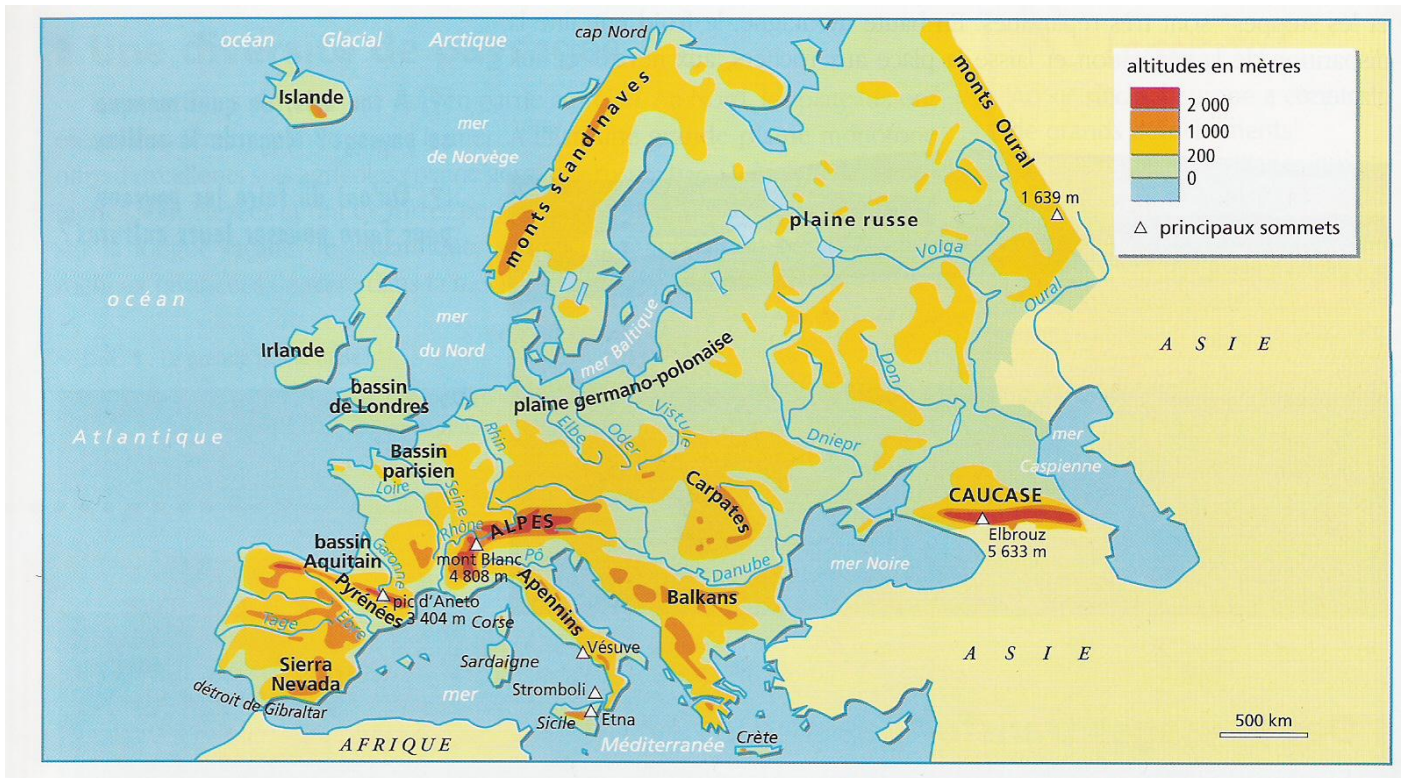 océan Glacial Arctique
cap Nord
Islande
mer
de Norvège
monts scandinaves
monts Oural
altitudes en mètres
2 000
1 000
200
0
principaux sommets
1 639 m
plaine russe
Volga
Oural
océan
Atlantique
mer
du Nord
mer Baltique
Irlande
bassin
de Londres
plaine germano-polonaise
ASIE
Don
Rhin
Elbe
Oder
Vistule
Dniepr
Bassin
parisien
Loire
Seine
mer
Caspienne
Carpates
CAUCASE
Elbrouz
5 633 m
Rhône
ALPES
mont Blanc
4 808 m
bassin
Aquitain
Garonne
Pô
Danube
mer Noire
Pyrénées
pic d'Aneto
3 404 m
Corse
Apennins
Balkans
Tage
Èbre
Vésuve
ASIE
Sierra
Nevada
Sardaigne
détroit de Gibraltar
mer
Stromboli
Sicile
Etna
Méditerranée
Crète
AFRIQUE
500 km